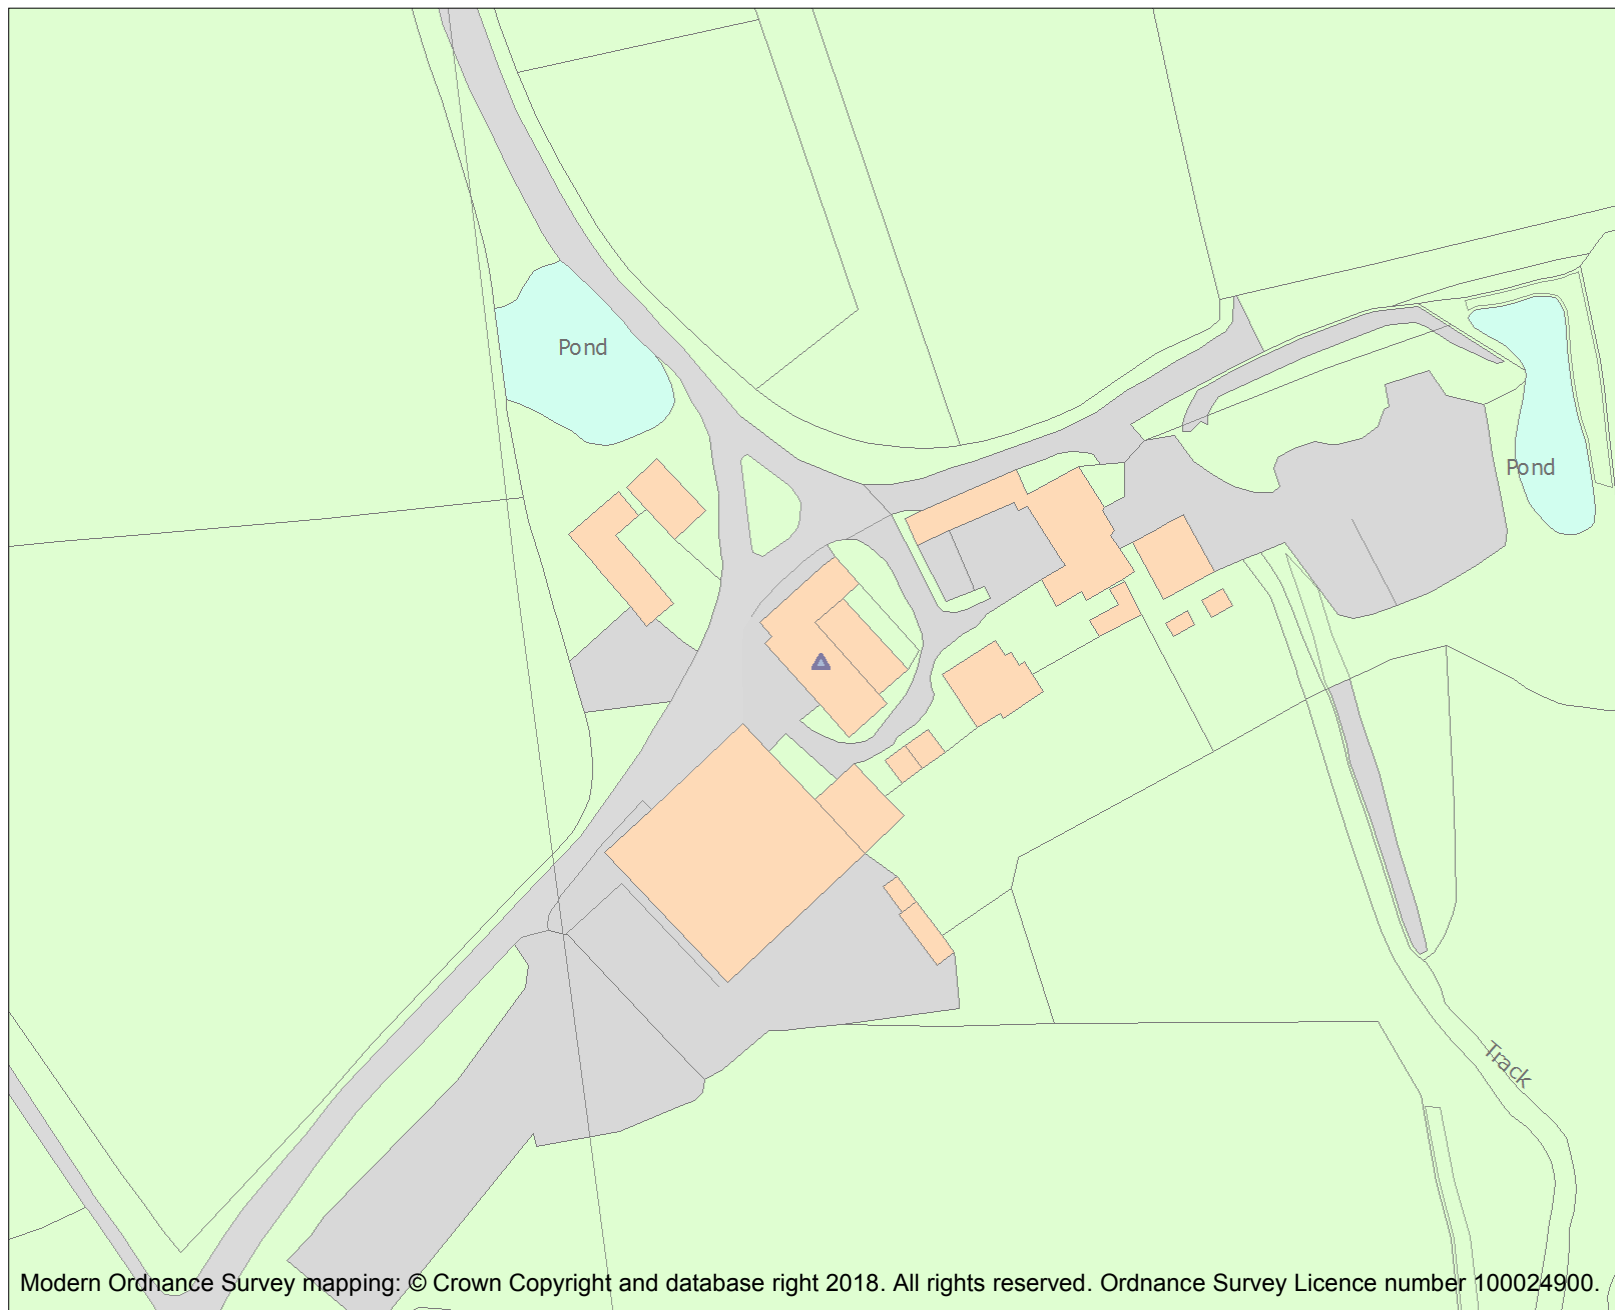 Pond
Pond
Track
Modern Ordnance Survey mapping: © Crown Copyright and database right 2018. All rights reserved. Ordnance Survey Licence number 100024900.